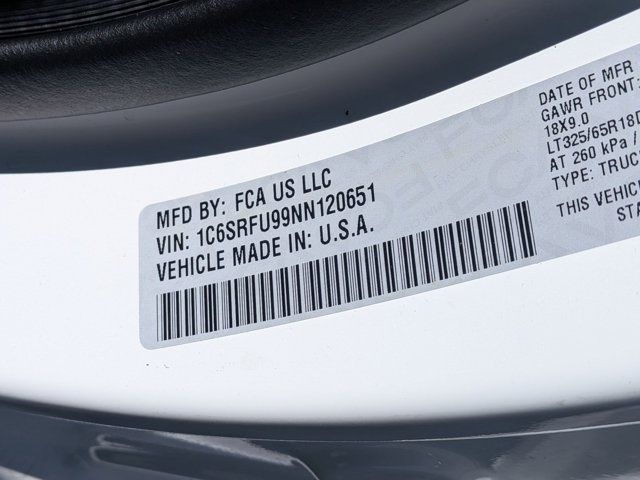 MFD BY: FCA US LLC
VIN: 1C6SRFU99NN120651
VEHICLE MADE IN: U.S.A.
DATE OF MFR
GAWR FRONT:
18X9.0
LT325/65R18D
AT 260 kPa /
TYPE: TRUC
THIS VEHICL
STA